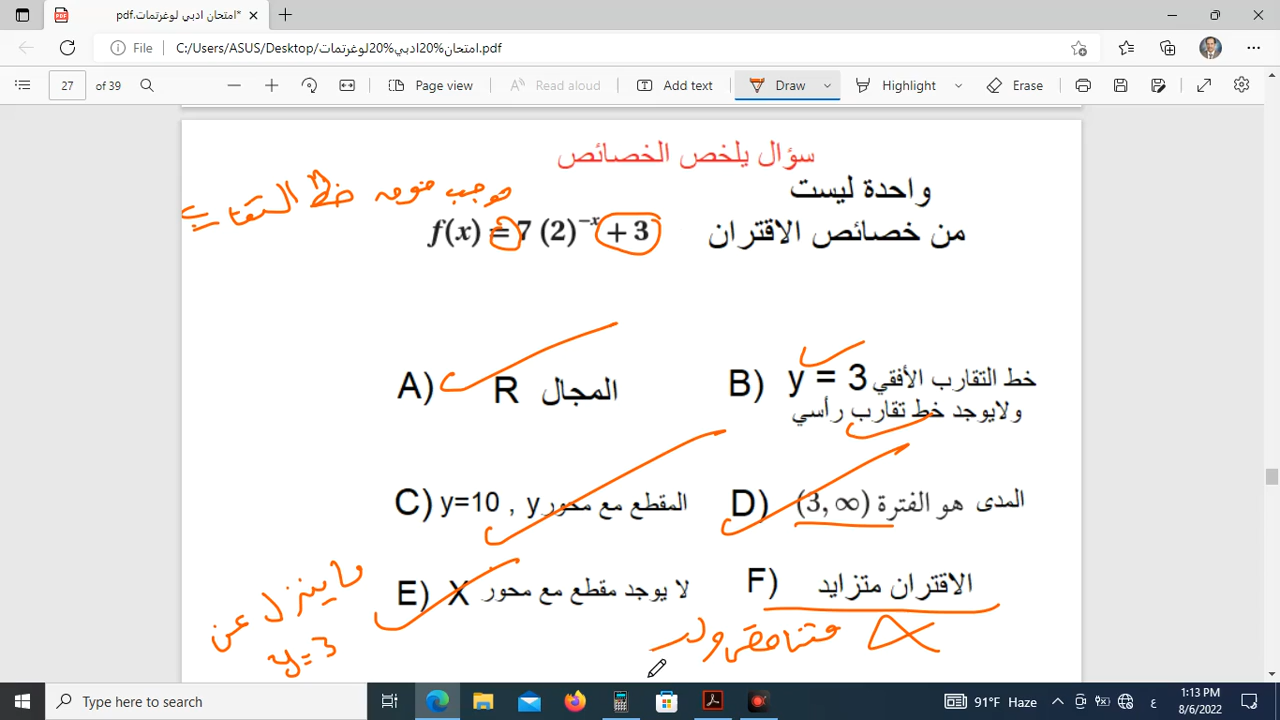 امتحان ادبي لوغرتمات.pdf*
File
C:/Users/ASUS/Desktop/امتحان%20ادبي%20لوغرتمات.pdf
27 of 39
Page view
Read aloud
Add text
Draw
Highlight
Erase
سؤال يلخص الخصائص
واحدة ليست
من خصائص الاقتران f(x) = 7 (2)^{-x} + 3
موجب فوق خط التقارب
A) R المجال
B) y = 3 خط التقارب الأفقي
ولايوجد خط تقارب رأسي
C) y=10 , y المقطع مع محور
D) (3, ∞) المدى هو الفترة
E) X لا يوجد مقطع مع محور
F) الاقتران متزايد
ما ينزل عن
y=3
متناقص
Type here to search
91°F Haze
ع
1:13 PM
8/6/2022